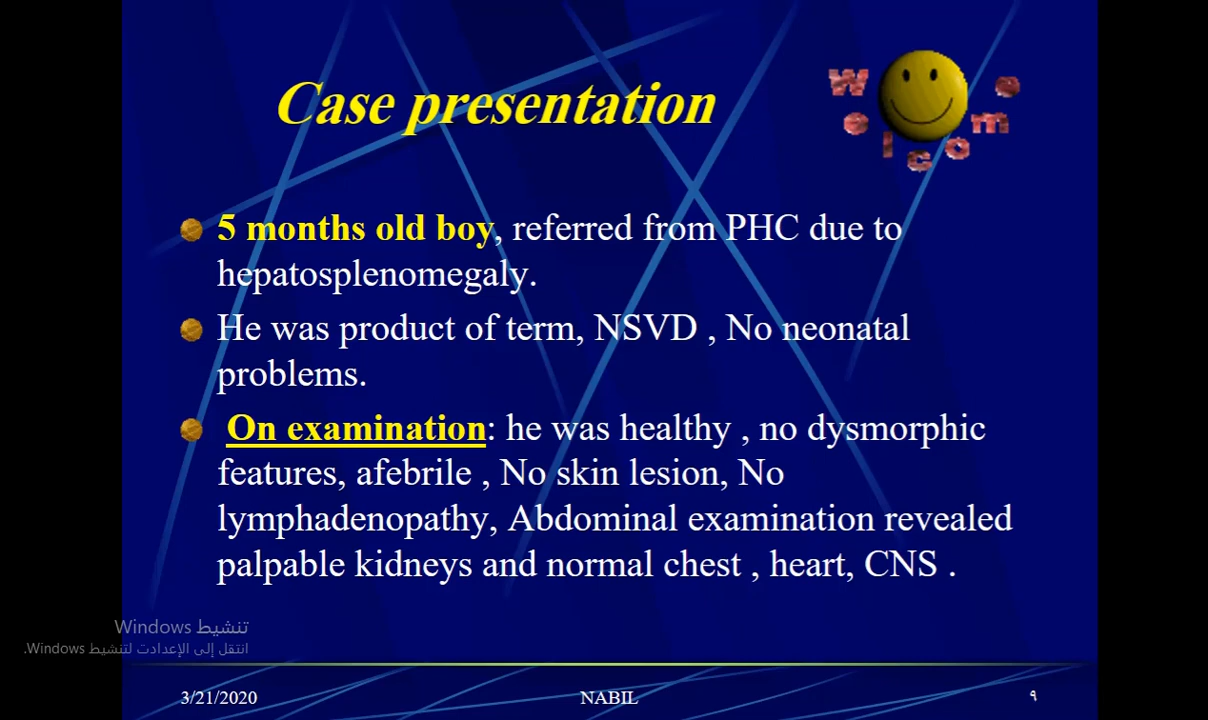 Case presentation
Welcome
5 months old boy, referred from PHC due to
hepatosplenomegaly.
He was product of term, NSVD , No neonatal
problems.
On examination: he was healthy , no dysmorphic
features, afebrile , No skin lesion, No
lymphadenopathy, Abdominal examination revealed
palpable kidneys and normal chest , heart, CNS .
تنشيط Windows
انتقل إلى الإعدادت لتنشيط Windows.
3/21/2020
NABIL
٩